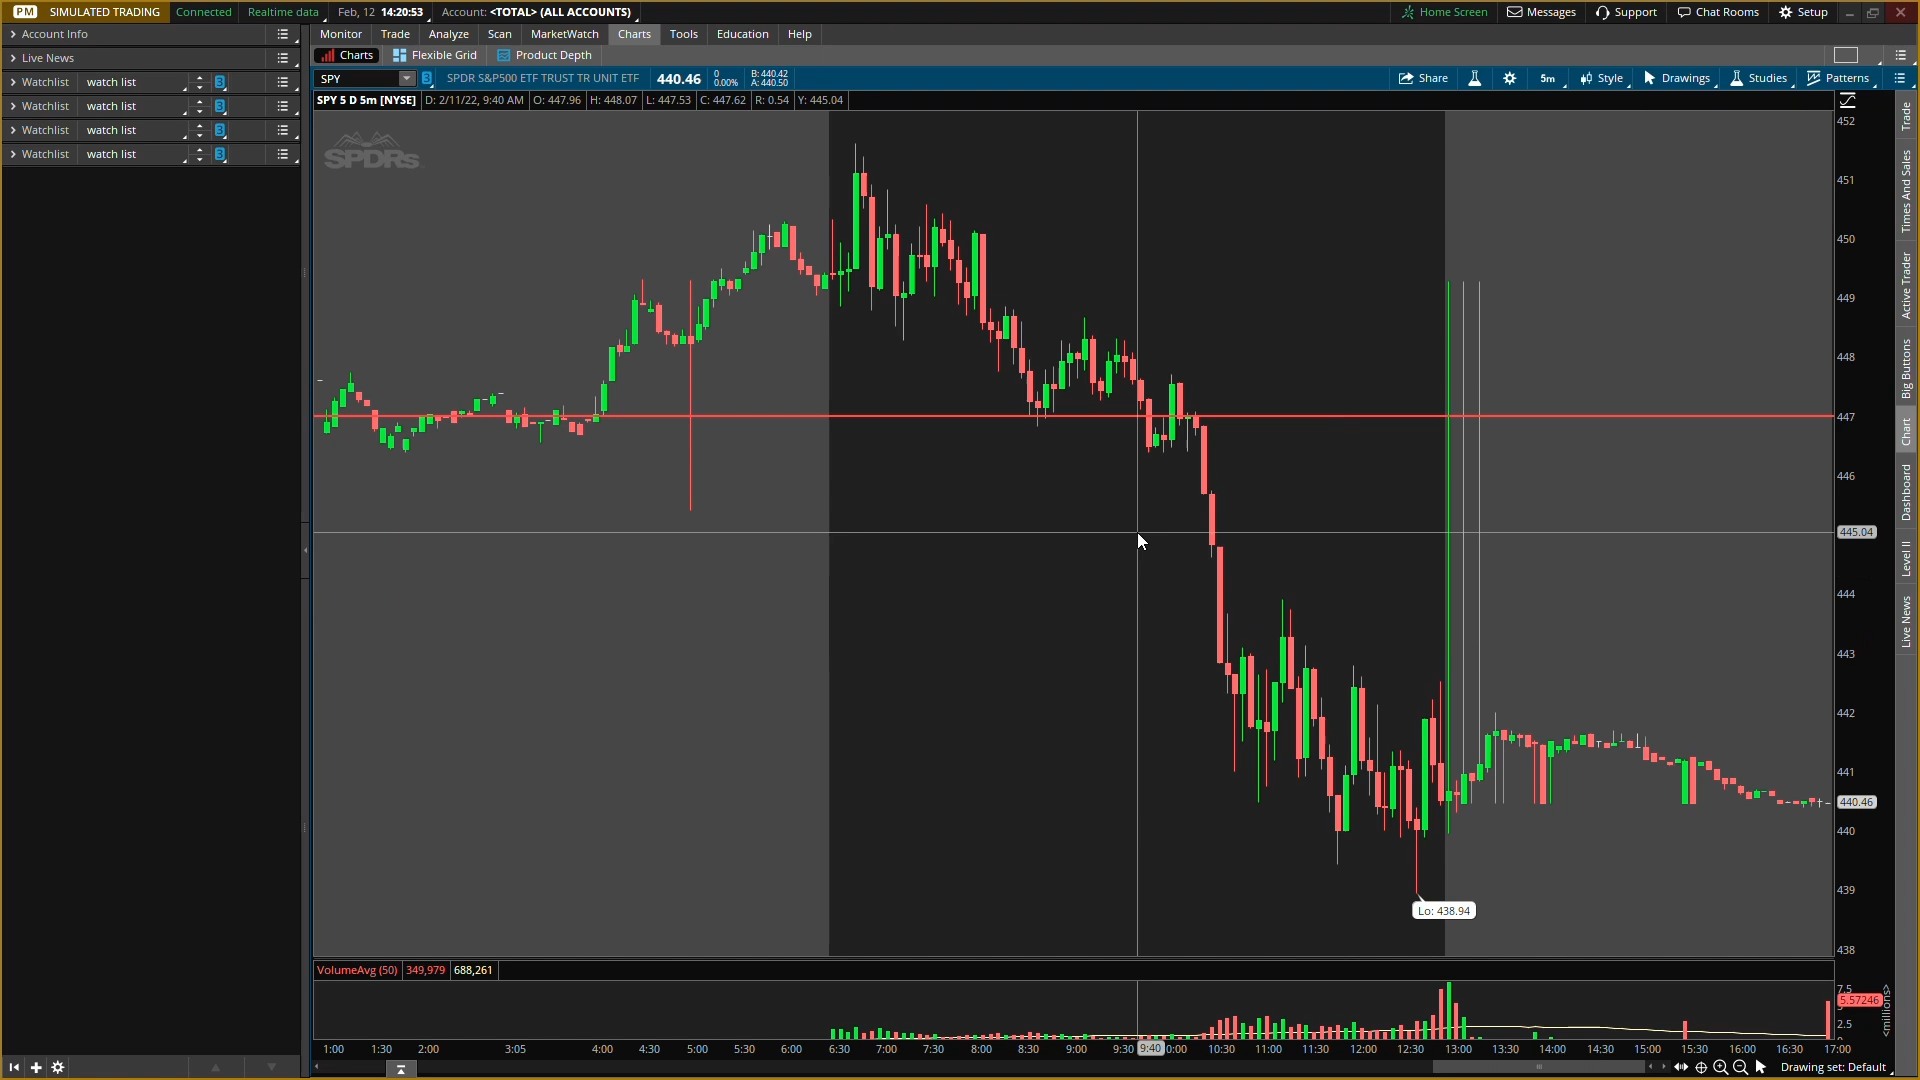 PM SIMULATED TRADING Connected Realtime data Feb, 12 14:20:53 Account: <TOTAL> (ALL ACCOUNTS) Home Screen Messages Support Chat Rooms Setup
Account Info
Live News
Watchlist watch list 3
Watchlist watch list 3
Watchlist watch list 3
Watchlist watch list 3
Monitor Trade Analyze Scan MarketWatch Charts Tools Education Help
Charts Flexible Grid Product Depth
SPY 3 SPDR S&P500 ETF TRUST TR UNIT ETF 440.46 0 0.00% B: 440.42 A: 440.50 Share 5m Style Drawings Studies Patterns
SPY 5 D 5m [NYSE] D: 2/11/22, 9:40 AM O: 447.96 H: 448.07 L: 447.53 C: 447.62 R: 0.54 Y: 445.04
SPDRs
452
451
450
449
448
447
446
445.04
444
443
442
441
440.46
440
439
438
Lo: 438.94
VolumeAvg (50) 349,979 688,261
7.5
5.57246
2.5
<millions>
1:00 1:30 2:00 3:05 4:00 4:30 5:00 5:30 6:00 6:30 7:00 7:30 8:00 8:30 9:00 9:30 9:40 0:00 10:30 11:00 11:30 12:00 12:30 13:00 13:30 14:00 14:30 15:00 15:30 16:00 16:30 17:00
Drawing set: Default
Trade
Times And Sales
Active Trader
Big Buttons
Chart
Dashboard
Level II
Live News